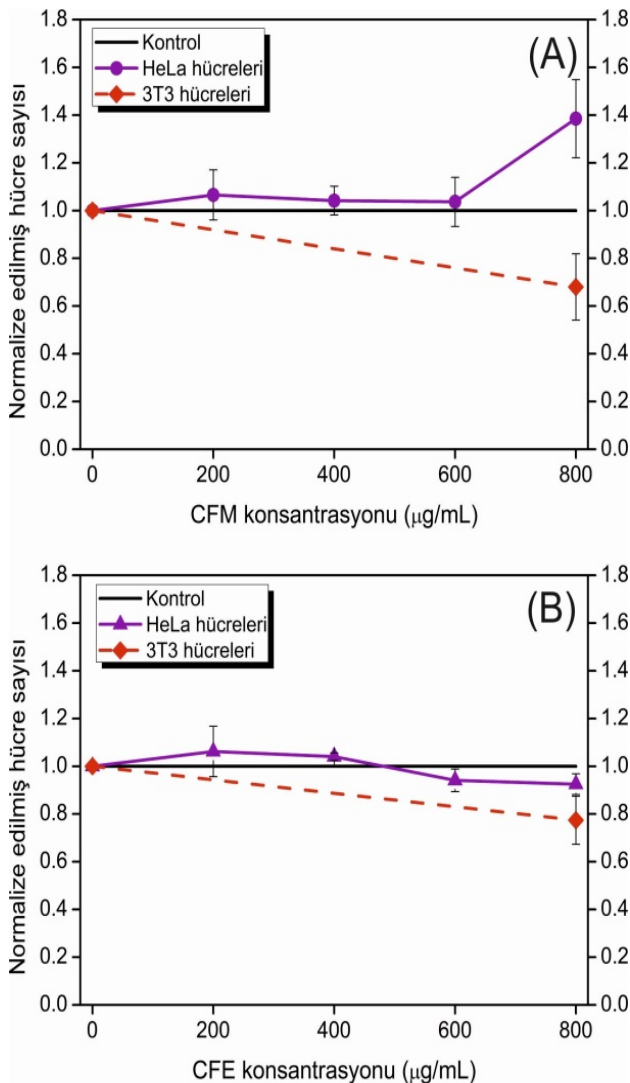 (A)
Kontrol
HeLa hücreleri
3T3 hücreleri
Normalize edilmiş hücre sayısı
1.8 1.8
1.6 1.6
1.4 1.4
1.2 1.2
1.0 1.0
0.8 0.8
0.6 0.6
0.4 0.4
0.2 0.2
0.0 0.0
0 200 400 600 800
CFM konsantrasyonu (μg/mL)
(B)
Kontrol
HeLa hücreleri
3T3 hücreleri
Normalize edilmiş hücre sayısı
1.8 1.8
1.6 1.6
1.4 1.4
1.2 1.2
1.0 1.0
0.8 0.8
0.6 0.6
0.4 0.4
0.2 0.2
0.0 0.0
0 200 400 600 800
CFE konsantrasyonu (μg/mL)